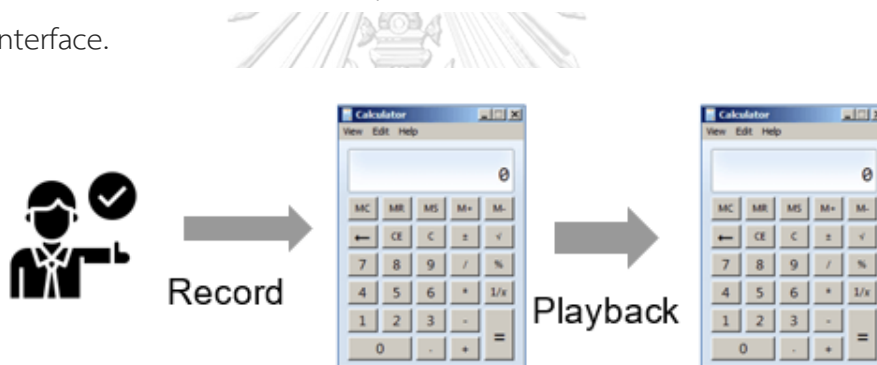 nterface.
Calculator
View Edit Help
0
MC MR MS M+ M-
← CE C ± √
7 8 9 / %
4 5 6 * 1/x
1 2 3 - =
0 . +
Record
Calculator
View Edit Help
0
MC MR MS M+ M-
← CE C ± √
7 8 9 / %
4 5 6 * 1/x
1 2 3 - =
0 . +
Playback